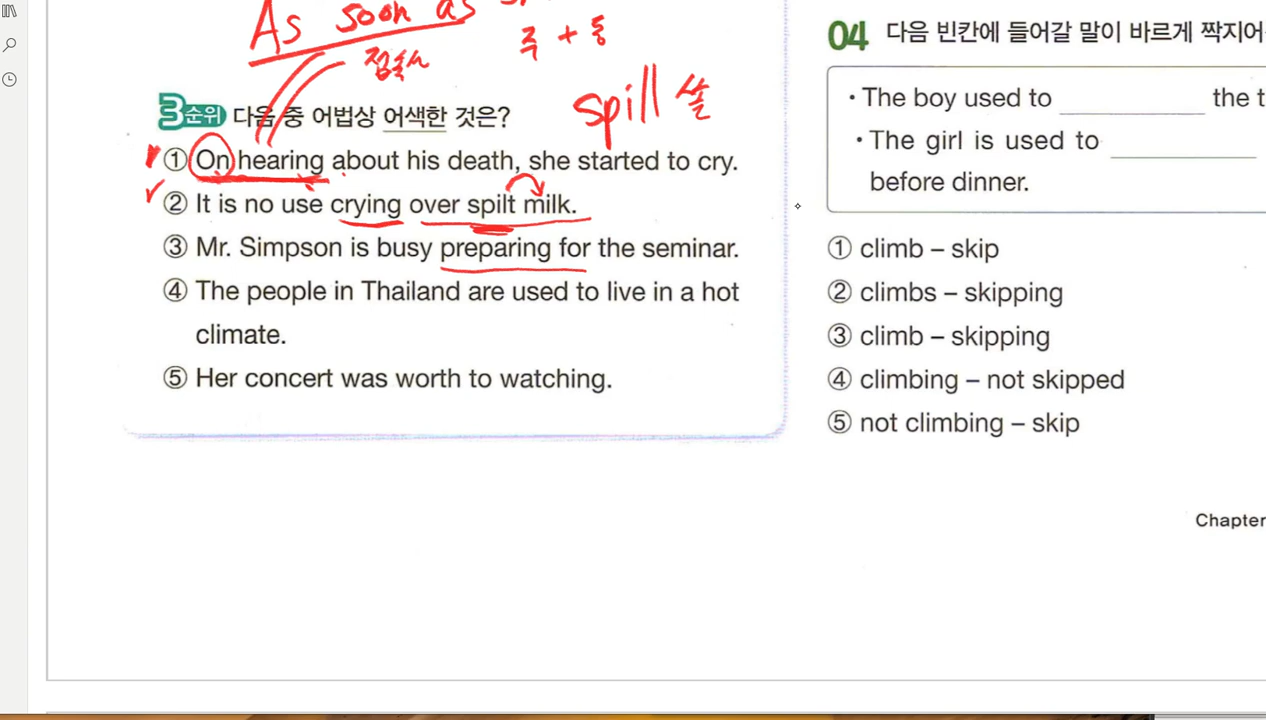 As soon as
주 + 동
접속사
spill 쏟
3순위 다음 중 어법상 어색한 것은?
① On hearing about his death, she started to cry.
② It is no use crying over spilt milk.
③ Mr. Simpson is busy preparing for the seminar.
④ The people in Thailand are used to live in a hot
climate.
⑤ Her concert was worth to watching.
04 다음 빈칸에 들어갈 말이 바르게 짝지어
• The boy used to ________ the t
• The girl is used to ________
before dinner.
① climb – skip
② climbs – skipping
③ climb – skipping
④ climbing – not skipped
⑤ not climbing – skip
Chapter